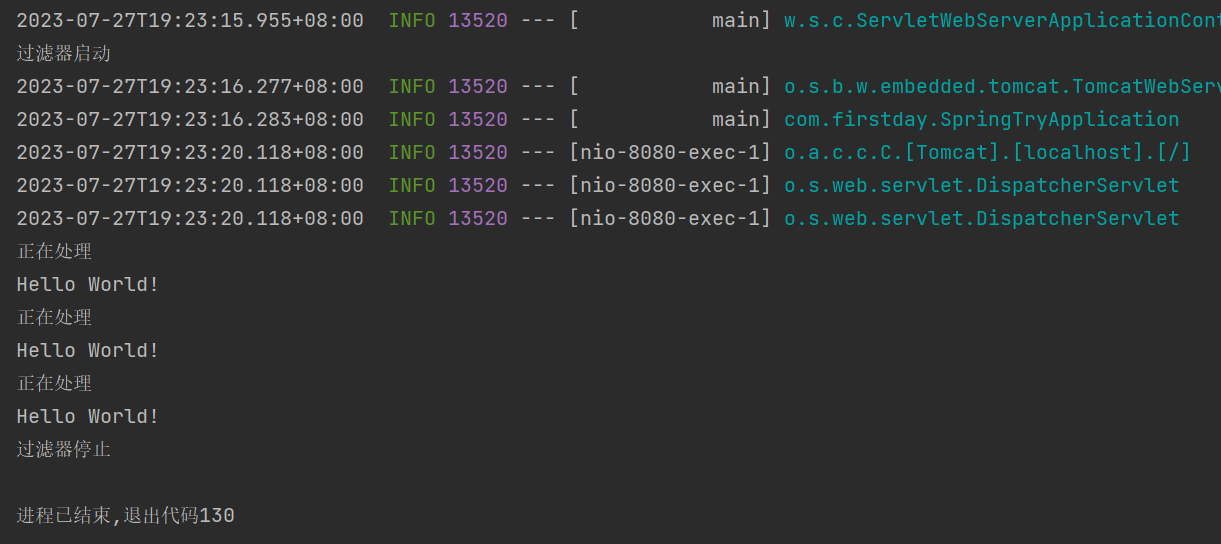 2023-07-27T19:23:15.955+08:00  INFO 13520 --- [           main] w.s.c.ServletWebServerApplicationCont
过滤器启动
2023-07-27T19:23:16.277+08:00  INFO 13520 --- [           main] o.s.b.w.embedded.tomcat.TomcatWebServ
2023-07-27T19:23:16.283+08:00  INFO 13520 --- [           main] com.firstday.SpringTryApplication
2023-07-27T19:23:20.118+08:00  INFO 13520 --- [nio-8080-exec-1] o.a.c.c.C.[Tomcat].[localhost].[/]
2023-07-27T19:23:20.118+08:00  INFO 13520 --- [nio-8080-exec-1] o.s.web.servlet.DispatcherServlet
2023-07-27T19:23:20.118+08:00  INFO 13520 --- [nio-8080-exec-1] o.s.web.servlet.DispatcherServlet
正在处理
Hello World!
正在处理
Hello World!
正在处理
Hello World!
过滤器停止
进程已结束,退出代码130